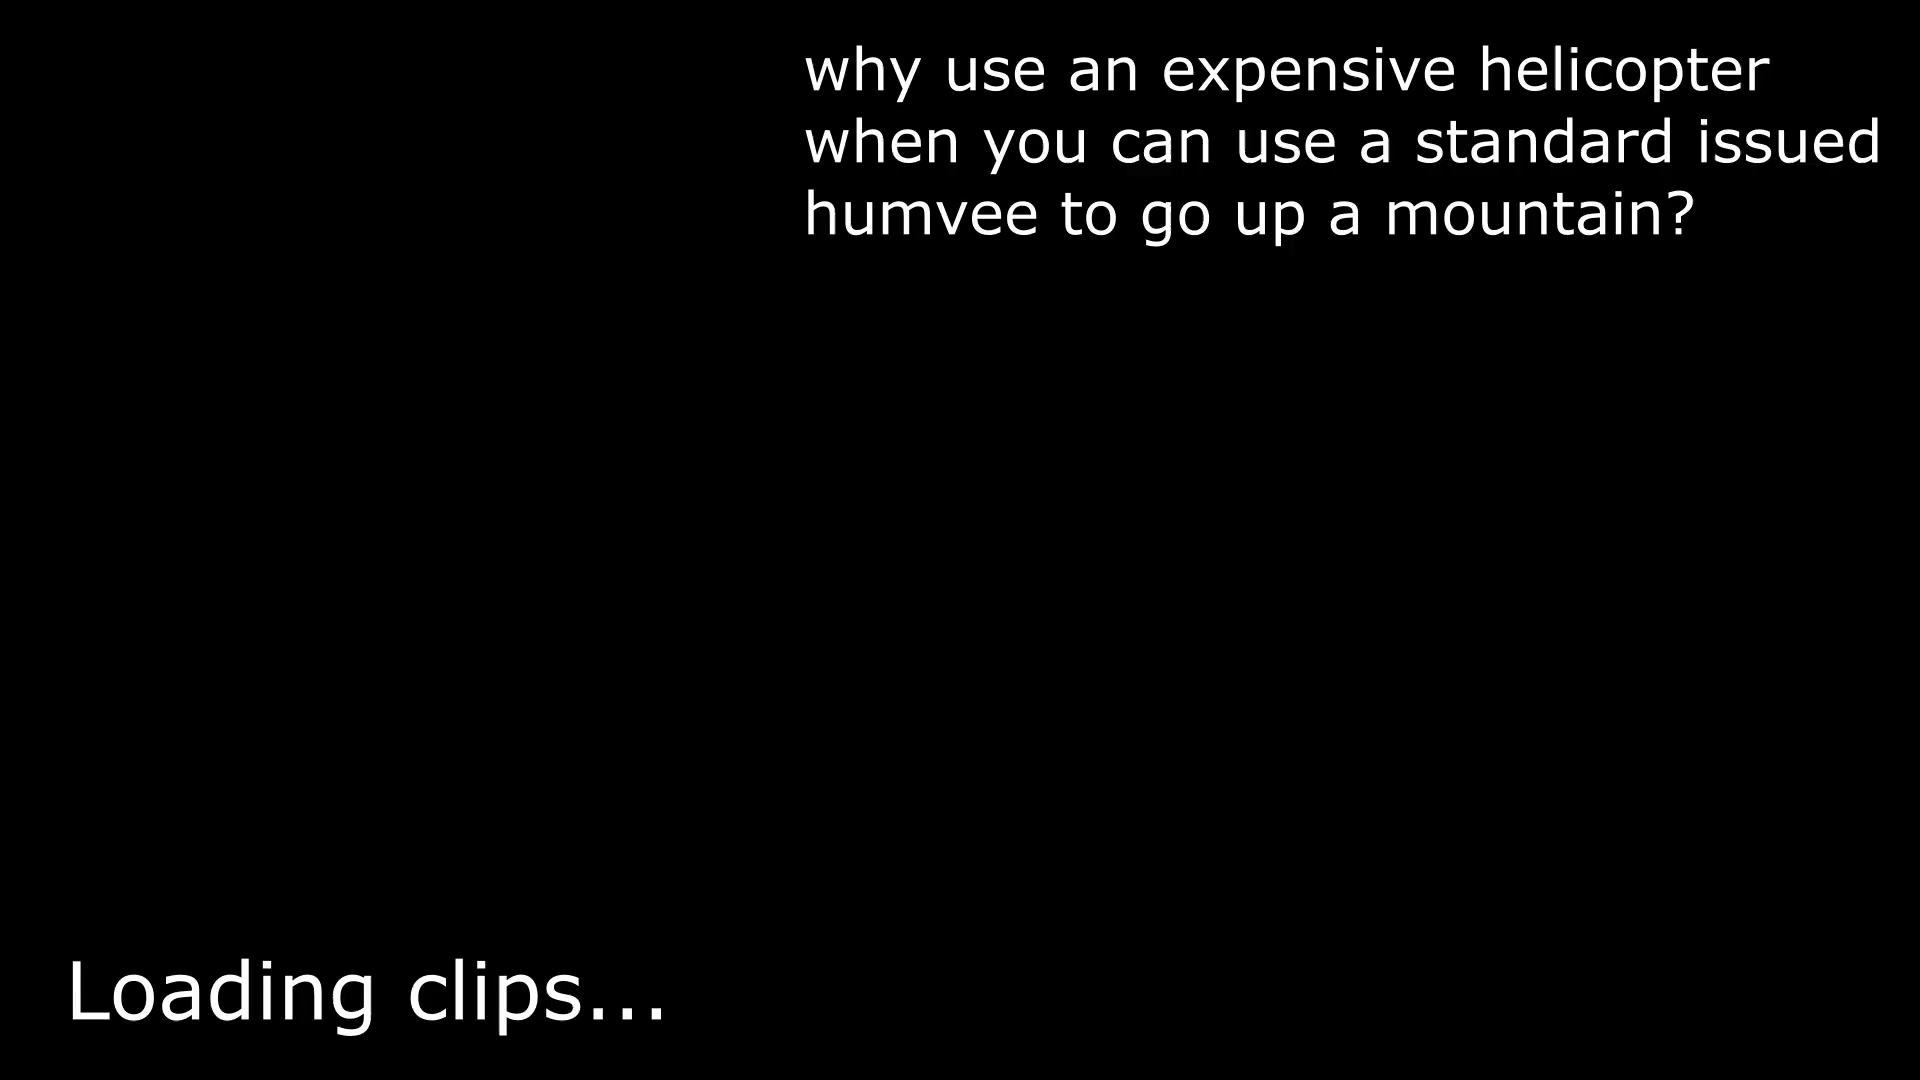 why use an expensive helicopter
when you can use a standard issued
humvee to go up a mountain?
Loading clips...